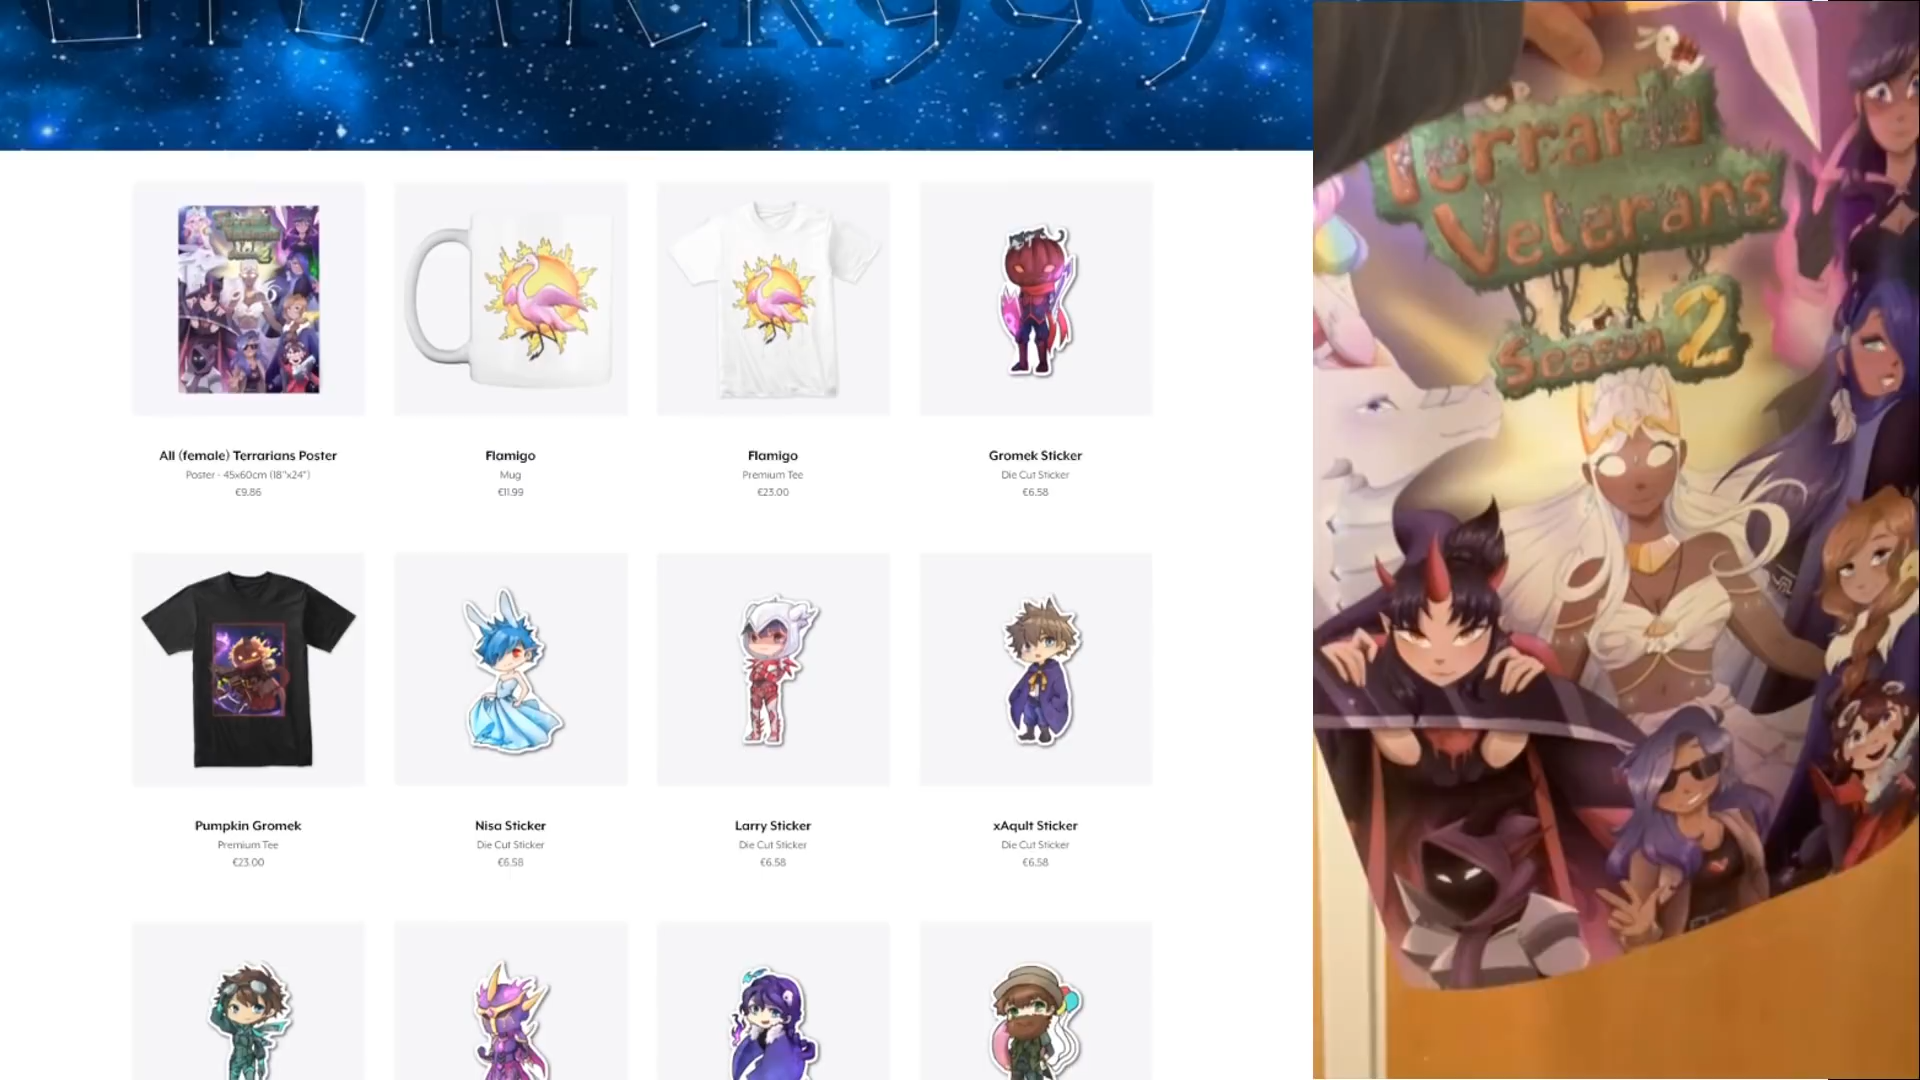 Gromek999
All (female) Terrarians Poster
Poster - 45x60cm (18"x24")
€9.86
Flamigo
Mug
€11.99
Flamigo
Premium Tee
€23.00
Gromek Sticker
Die Cut Sticker
€6.58
Pumpkin Gromek
Premium Tee
€23.00
Nisa Sticker
Die Cut Sticker
€6.58
Larry Sticker
Die Cut Sticker
€6.58
xAqult Sticker
Die Cut Sticker
€6.58
Terraria
Veterans
Season 2